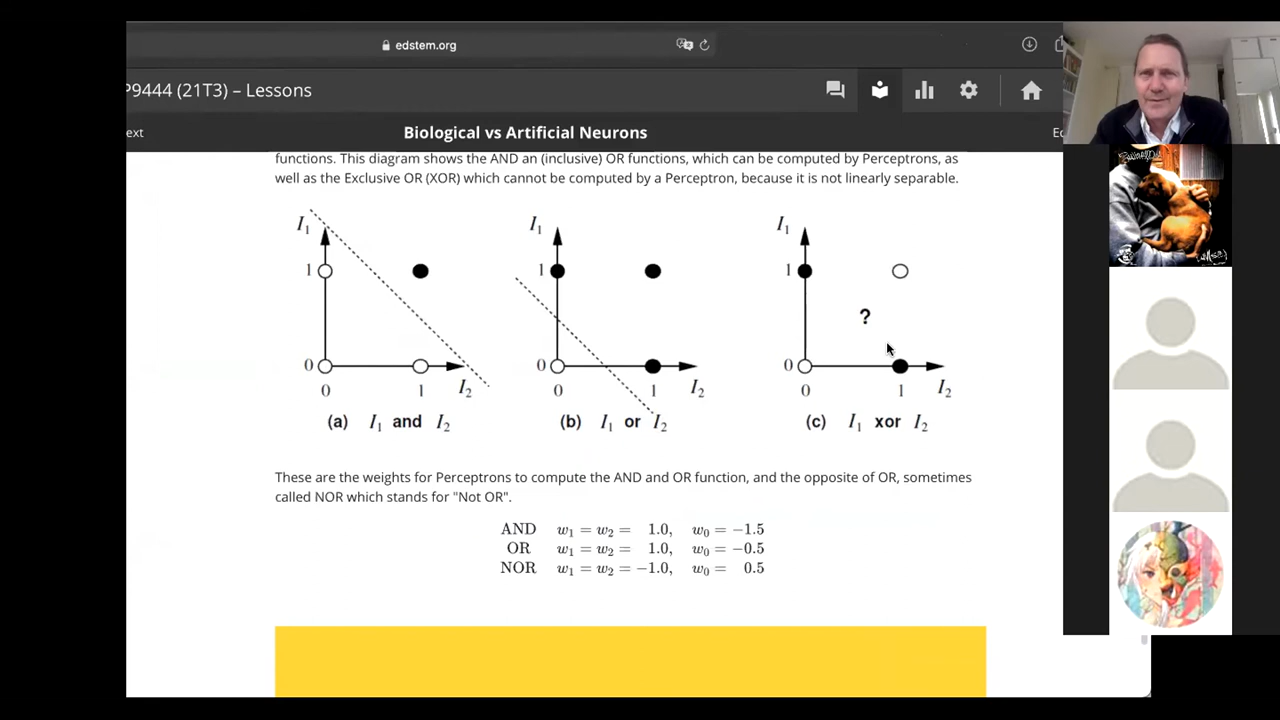 edstem.org
P9444 (21T3) – Lessons
ext
Biological vs Artificial Neurons
functions. This diagram shows the AND an (inclusive) OR functions, which can be computed by Perceptrons, as
well as the Exclusive OR (XOR) which cannot be computed by a Perceptron, because it is not linearly separable.
I₁ I₁ I₁
1 1 1
?
0 0 0
0 1 I₂ 0 1 I₂ 0 1 I₂
(a) I₁ and I₂ (b) I₁ or I₂ (c) I₁ xor I₂
These are the weights for Perceptrons to compute the AND and OR function, and the opposite of OR, sometimes
called NOR which stands for "Not OR".
AND w₁ = w₂ = 1.0, w₀ = −1.5
OR w₁ = w₂ = 1.0, w₀ = −0.5
NOR w₁ = w₂ = −1.0, w₀ = 0.5